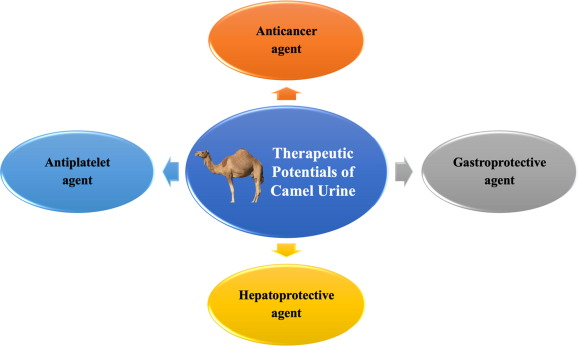 Anticancer
agent
Antiplatelet
agent
Therapeutic
Potentials of
Camel Urine
Gastroprotective
agent
Hepatoprotective
agent